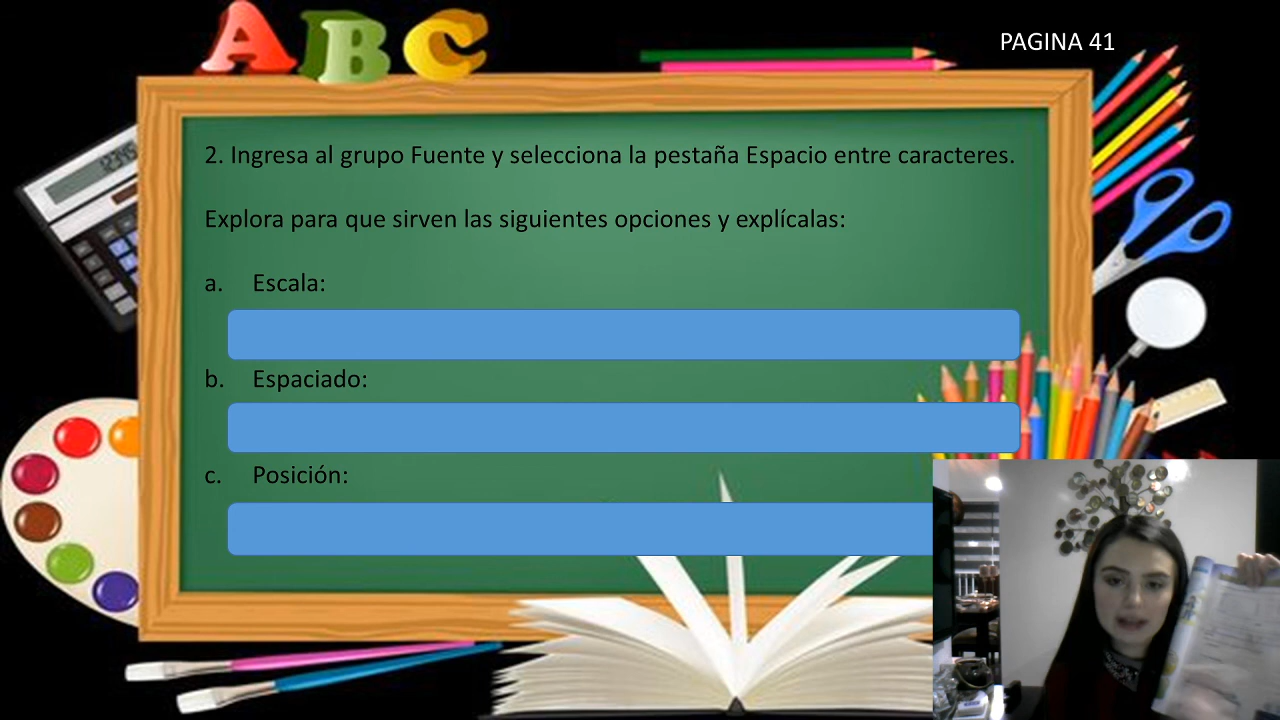 ABC
PAGINA 41
2. Ingresa al grupo Fuente y selecciona la pestaña Espacio entre caracteres.
Explora para que sirven las siguientes opciones y explícalas:
a. Escala:
b. Espaciado:
c. Posición: